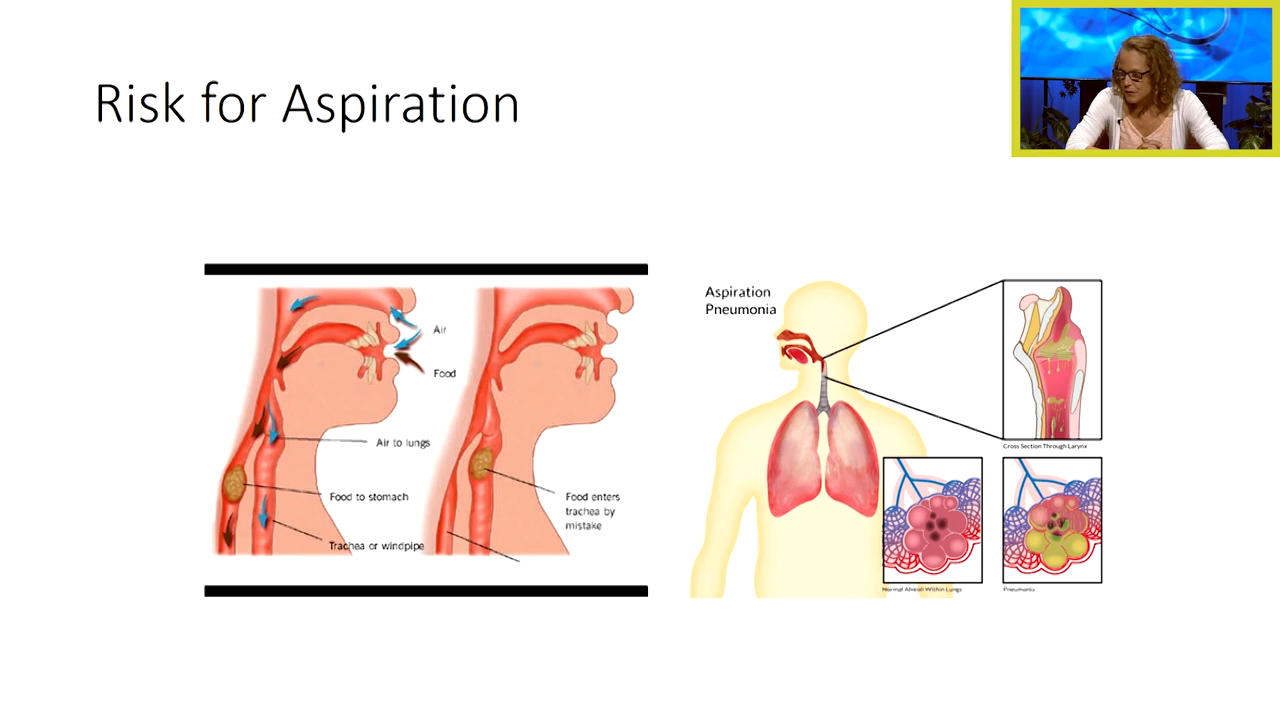 Risk for Aspiration
Air
Food
Air to lungs
Food to stomach
Trachea or windpipe
Food enters
trachea by
mistake
Aspiration
Pneumonia
Cross Section Through Larynx
Normal Alveoli Within Lungs
Pneumonia